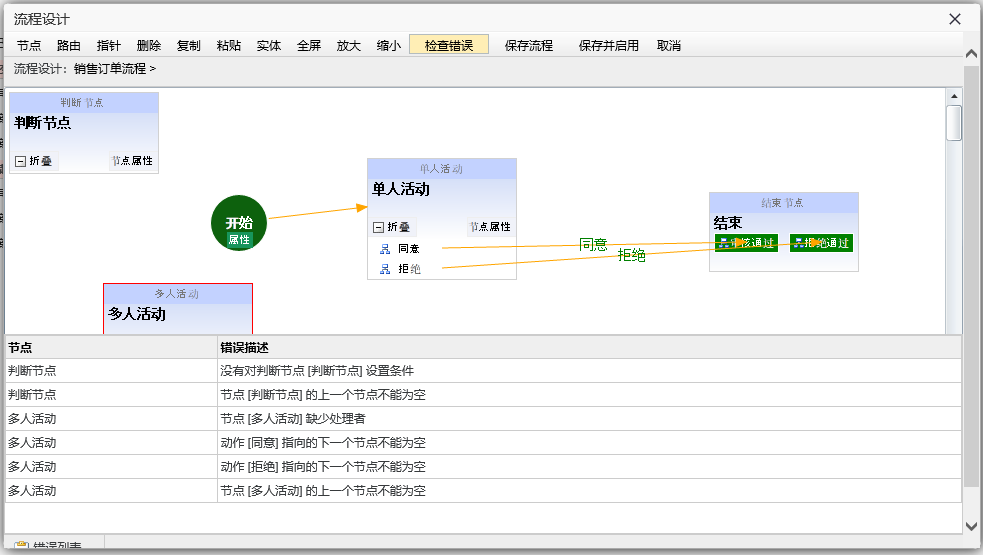 流程设计
节点 路由 指针 删除 复制 粘贴 实体 全屏 放大 缩小 检查错误 保存流程 保存并启用 取消
流程设计： 销售订单流程 >
判断 节点
判断节点
折叠 节点属性
单人活动
单人活动
折叠 节点属性
同意
拒绝
开始
属性
同意
拒绝
结束 节点
结束
审核通过 拒绝通过
多人活动
多人活动
节点 错误描述
判断节点 没有对判断节点 [判断节点] 设置条件
判断节点 节点 [判断节点] 的上一个节点不能为空
多人活动 节点 [多人活动] 缺少处理者
多人活动 动作 [同意] 指向的下一个节点不能为空
多人活动 动作 [拒绝] 指向的下一个节点不能为空
多人活动 节点 [多人活动] 的上一个节点不能为空
错误列表